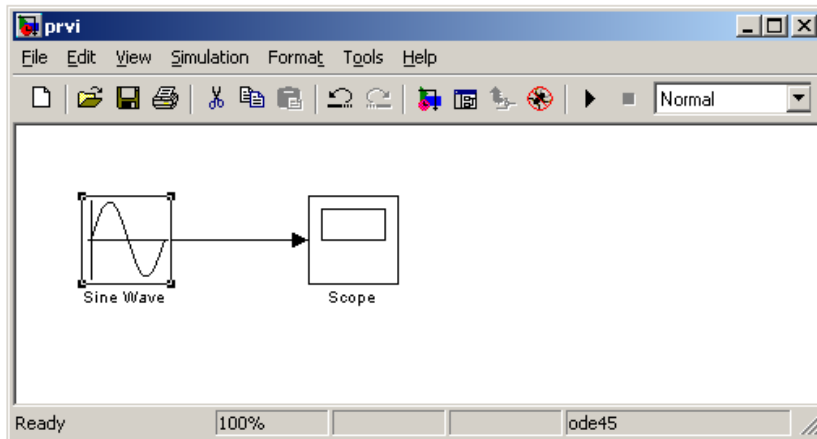 prvi
File Edit View Simulation Format Tools Help
Normal
Sine Wave Scope
Ready 100% ode45